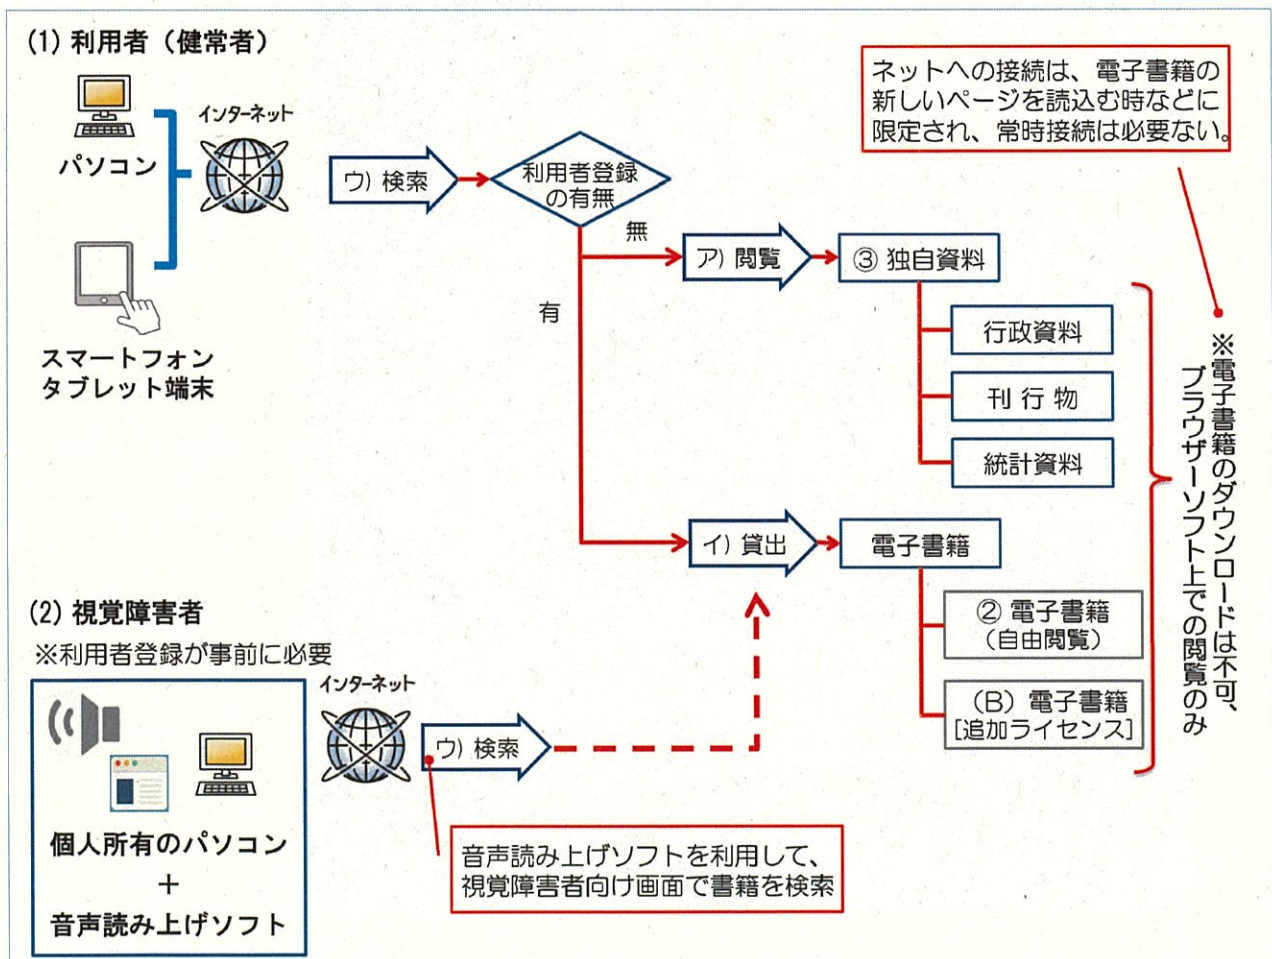 (1) 利用者（健常者）
パソコン
インターネット
スマートフォン
タブレット端末
ウ) 検索
利用者登録
の有無
無
有
ア) 閲覧
③ 独自資料
行政資料
刊 行 物
統計資料
イ) 貸出
電子書籍
② 電子書籍
（自由閲覧）
（B）電子書籍
[追加ライセンス]
ネットへの接続は、電子書籍の
新しいページを読込む時などに
限定され、常時接続は必要ない。
※電子書籍のダウンロードは不可、
ブラウザーソフト上での閲覧のみ
(2) 視覚障害者
※利用者登録が事前に必要
個人所有のパソコン
＋
音声読み上げソフト
インターネット
ウ) 検索
音声読み上げソフトを利用して、
視覚障害者向け画面で書籍を検索